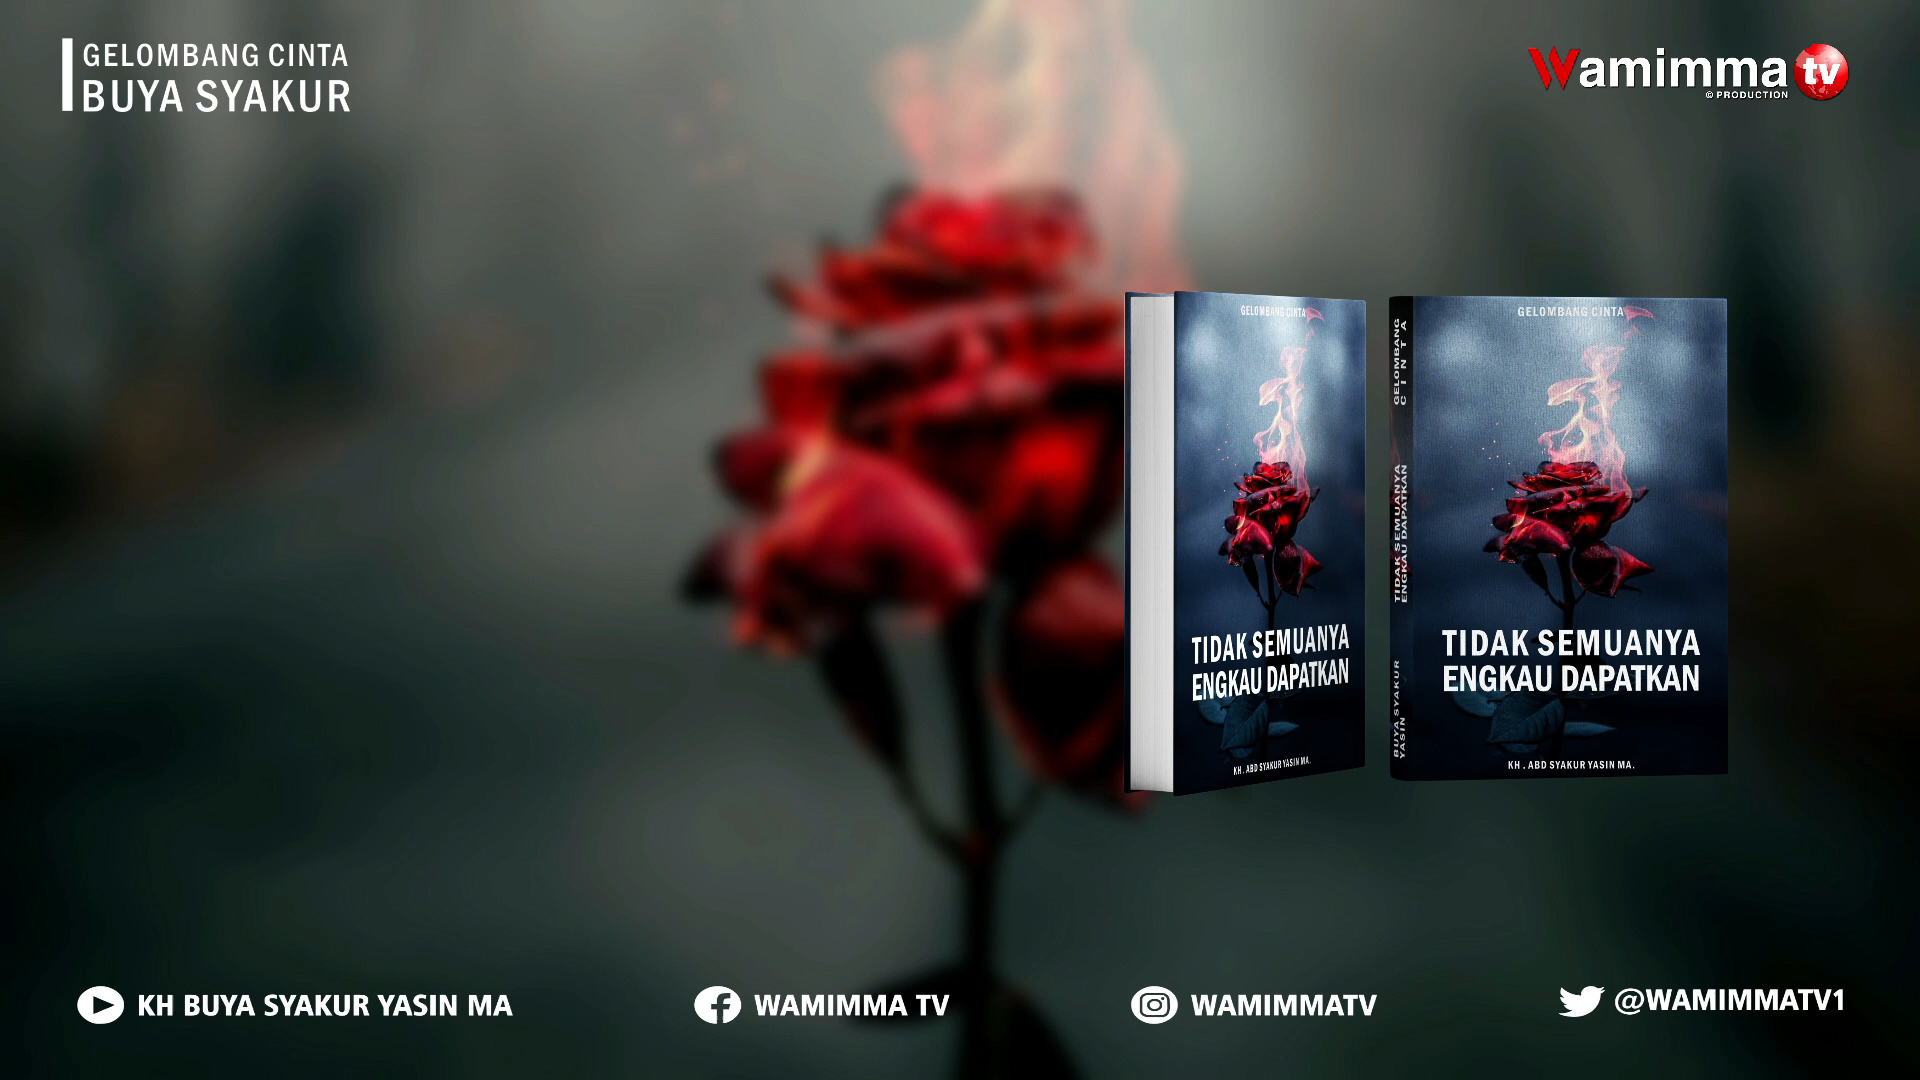 GELOMBANG CINTA
BUYA SYAKUR
Wamimma tv
© PRODUCTION
GELOMBANG CINTA
TIDAK SEMUANYA
ENGKAU DAPATKAN
KH . ABD SYAKUR YASIN MA.
GELOMBANG
CINTA
TIDAK SEMUANYA
ENGKAU DAPATKAN
BUYA SYAKUR
YASIN
GELOMBANG CINTA
TIDAK SEMUANYA
ENGKAU DAPATKAN
KH . ABD SYAKUR YASIN MA.
KH BUYA SYAKUR YASIN MA
WAMIMMA TV
WAMIMMATV
@WAMIMMATV1